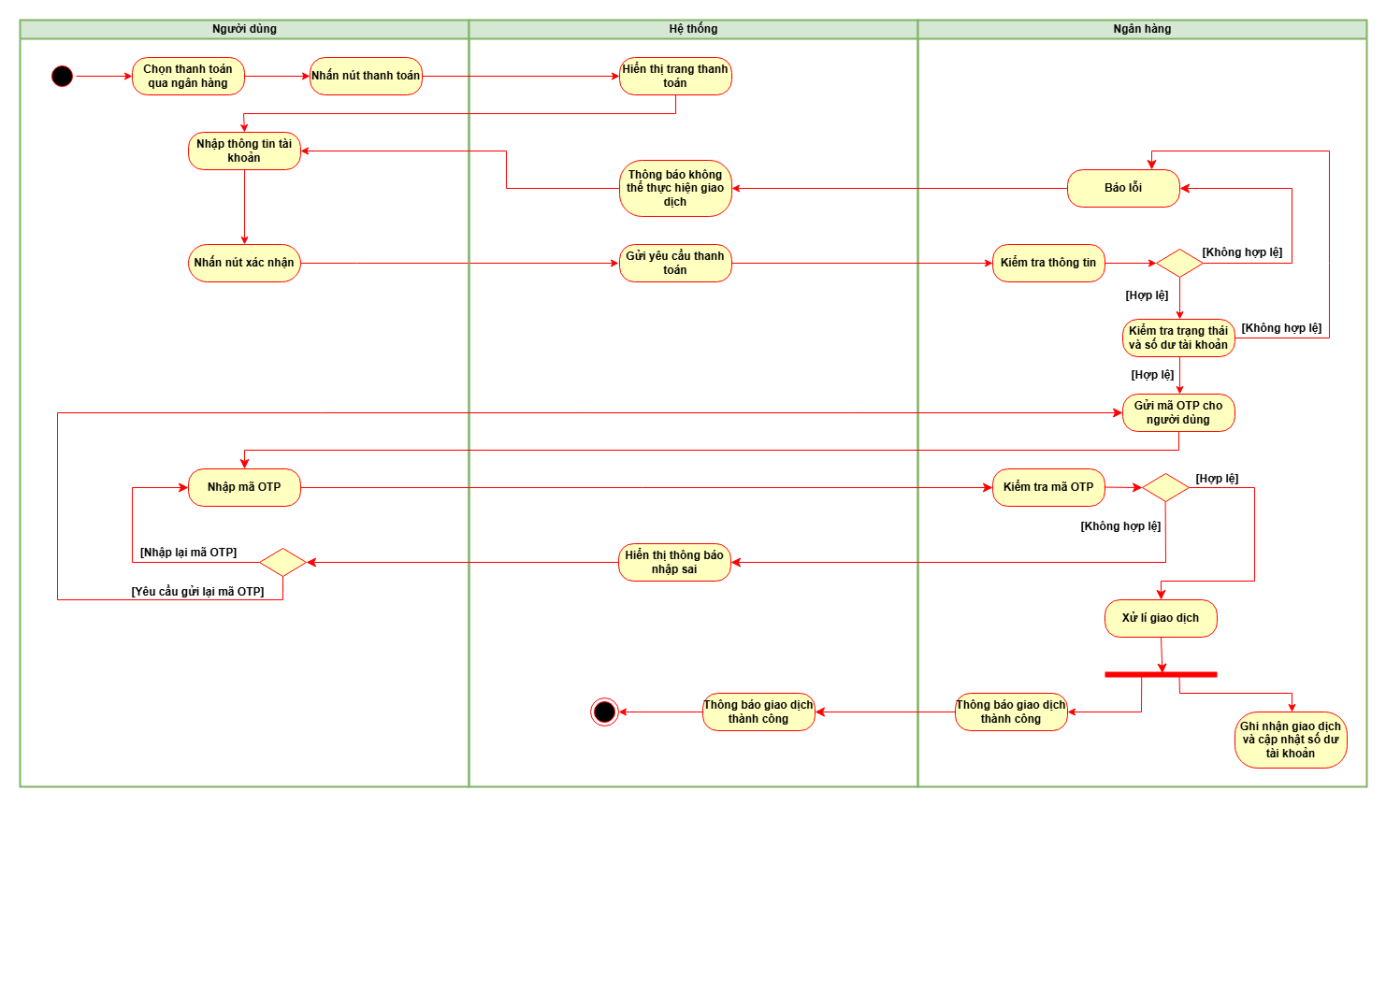 Người dùng
Hệ thống
Ngân hàng
Chọn thanh toán
qua ngân hàng
Nhấn nút thanh toán
Hiển thị trang thanh
toán
Nhập thông tin tài
khoản
Thông báo không
thể thực hiện giao
dịch
Báo lỗi
Nhấn nút xác nhận
Gửi yêu cầu thanh
toán
Kiểm tra thông tin
[Không hợp lệ]
[Hợp lệ]
Kiểm tra trạng thái
và số dư tài khoản
[Không hợp lệ]
[Hợp lệ]
Gửi mã OTP cho
người dùng
Nhập mã OTP
Kiểm tra mã OTP
[Hợp lệ]
[Không hợp lệ]
[Nhập lại mã OTP]
Hiển thị thông báo
nhập sai
[Yêu cầu gửi lại mã OTP]
Xử lí giao dịch
Thông báo giao dịch
thành công
Thông báo giao dịch
thành công
Ghi nhận giao dịch
và cập nhật số dư
tài khoản